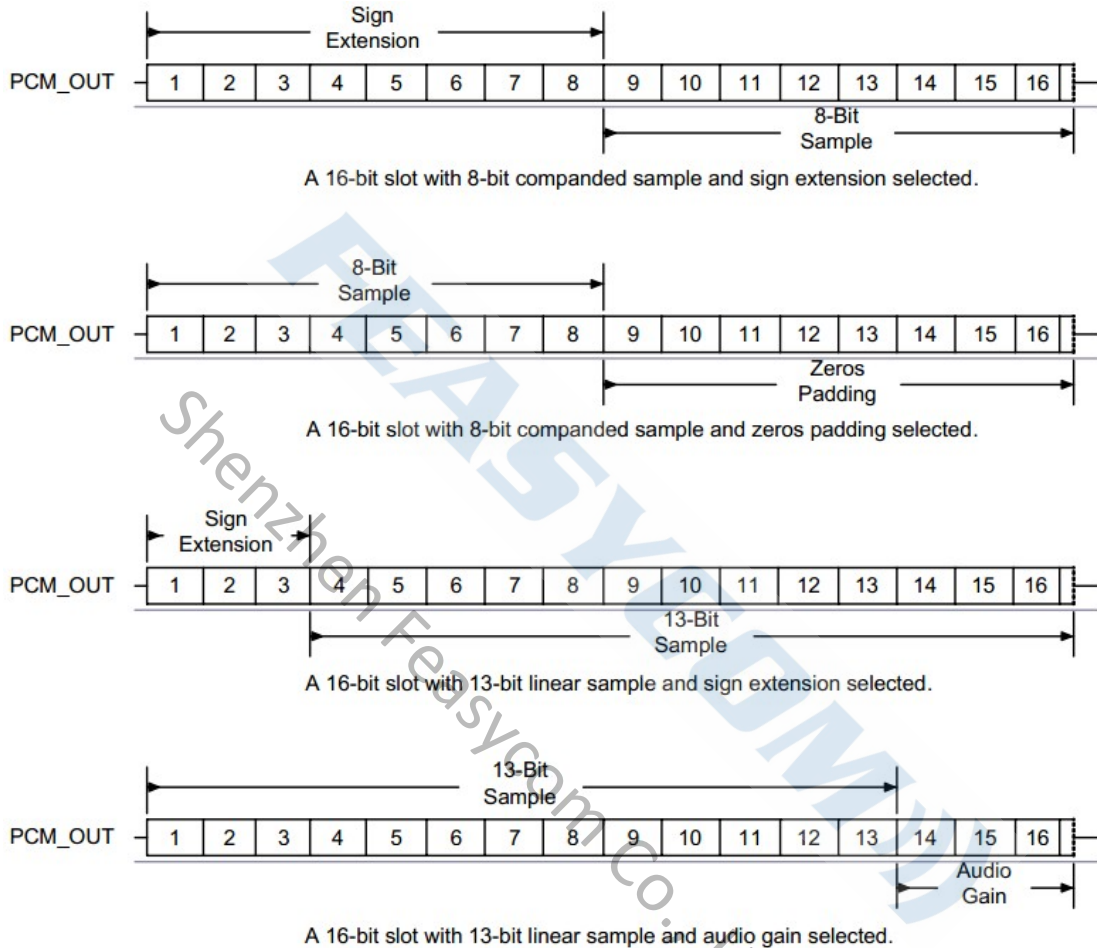 Sign
Extension
PCM_OUT 1 2 3 4 5 6 7 8 9 10 11 12 13 14 15 16
8-Bit
Sample
A 16-bit slot with 8-bit companded sample and sign extension selected.
8-Bit
Sample
PCM_OUT 1 2 3 4 5 6 7 8 9 10 11 12 13 14 15 16
Zeros
Padding
A 16-bit slot with 8-bit companded sample and zeros padding selected.
Sign
Extension
PCM_OUT 1 2 3 4 5 6 7 8 9 10 11 12 13 14 15 16
13-Bit
Sample
A 16-bit slot with 13-bit linear sample and sign extension selected.
13-Bit
Sample
PCM_OUT 1 2 3 4 5 6 7 8 9 10 11 12 13 14 15 16
Audio
Gain
A 16-bit slot with 13-bit linear sample and audio gain selected.
FEASYCOM
Shenzhen Feasycom Co.